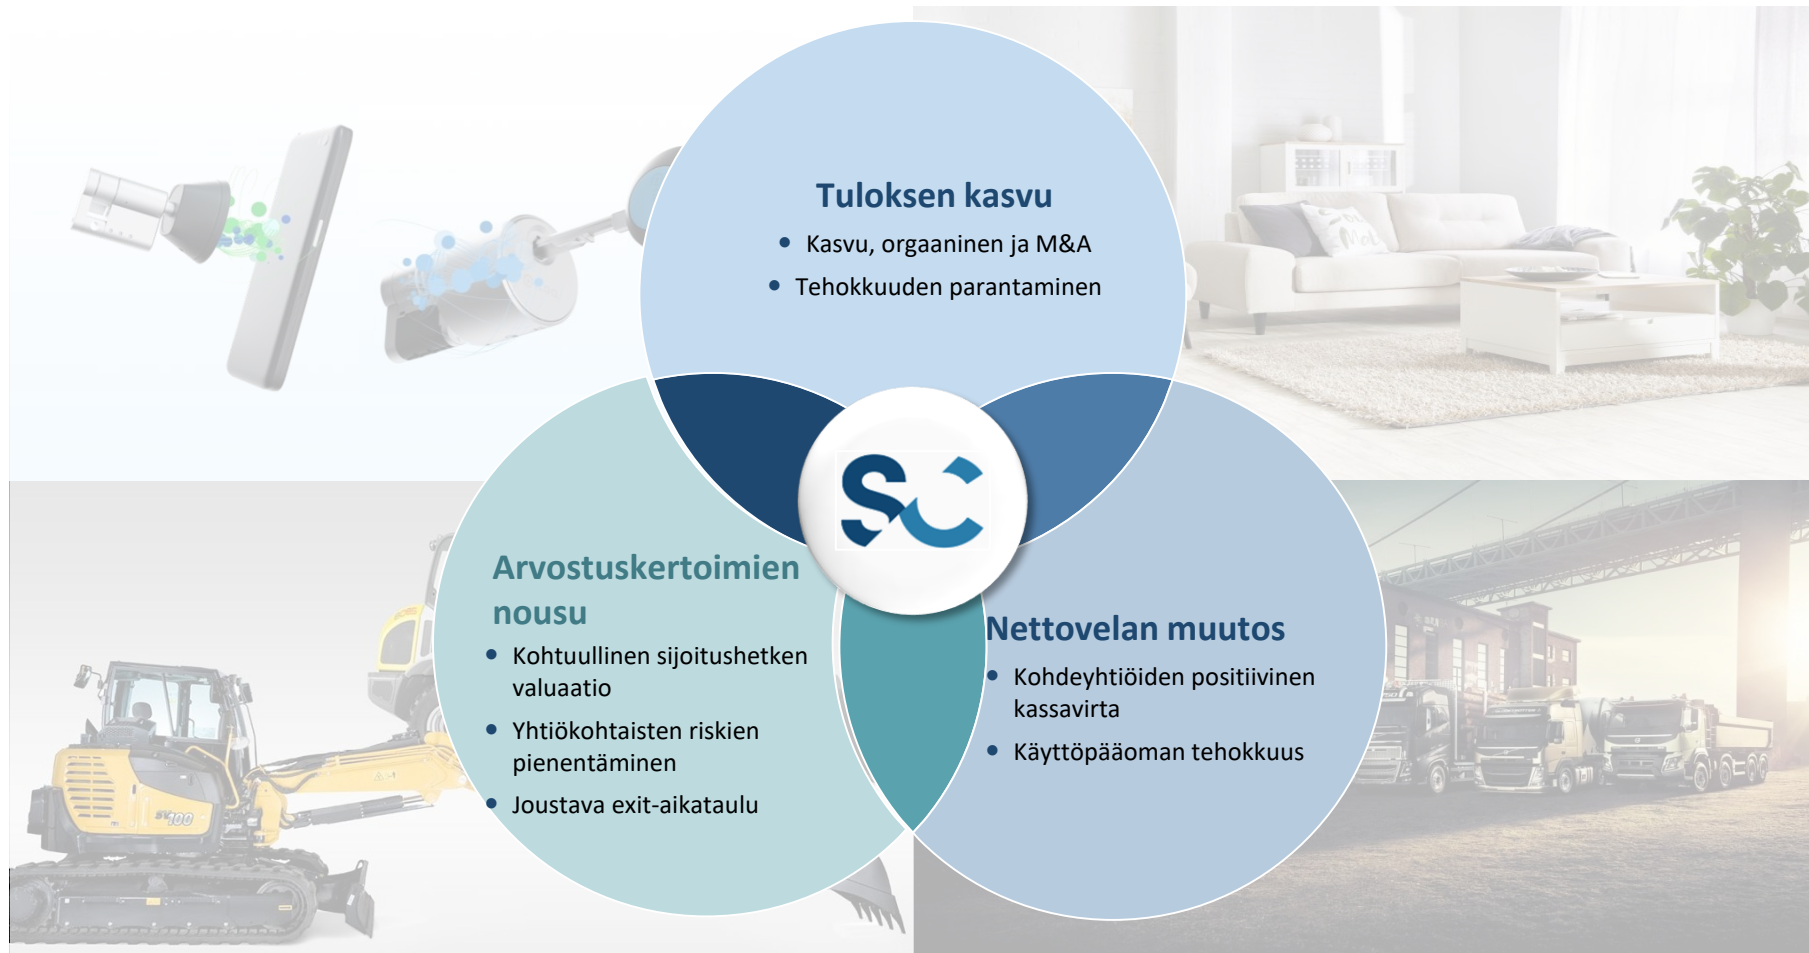 Tuloksen kasvu
• Kasvu, orgaaninen ja M&A
• Tehokkuuden parantaminen
SC
Arvostuskertoimien
nousu
• Kohtuullinen sijoitushetken
valuaatio
• Yhtiökohtaisten riskien
pienentäminen
• Joustava exit-aikataulu
Nettovelan muutos
• Kohdeyhtiöiden positiivinen
kassavirta
• Käyttöpääoman tehokkuus
SV100